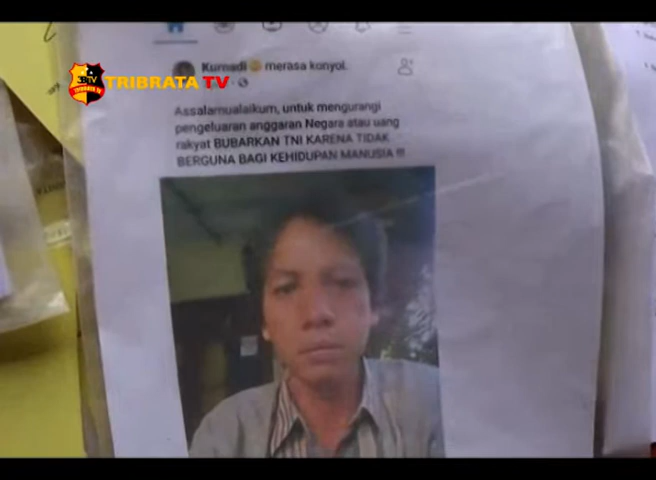 TRIBRATA TV
Kumadi merasa konyol.
Assalamualaikum, untuk mengurangi
pengeluaran anggaran Negara atau uang
rakyat BUBARKAN TNI KARENA TIDAK
BERGUNA BAGI KEHIDUPAN MANUSIA !!!